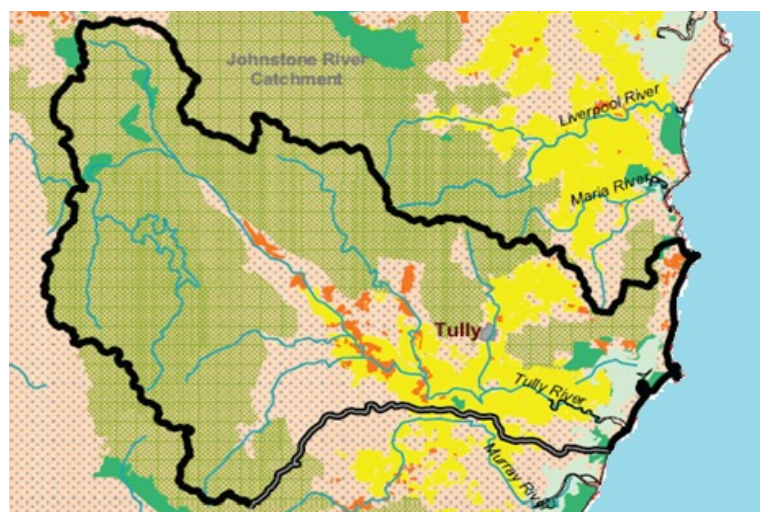 Johnstone River
Catchment
Liverpool River
Maria River
Tully
Tully River
Murray River